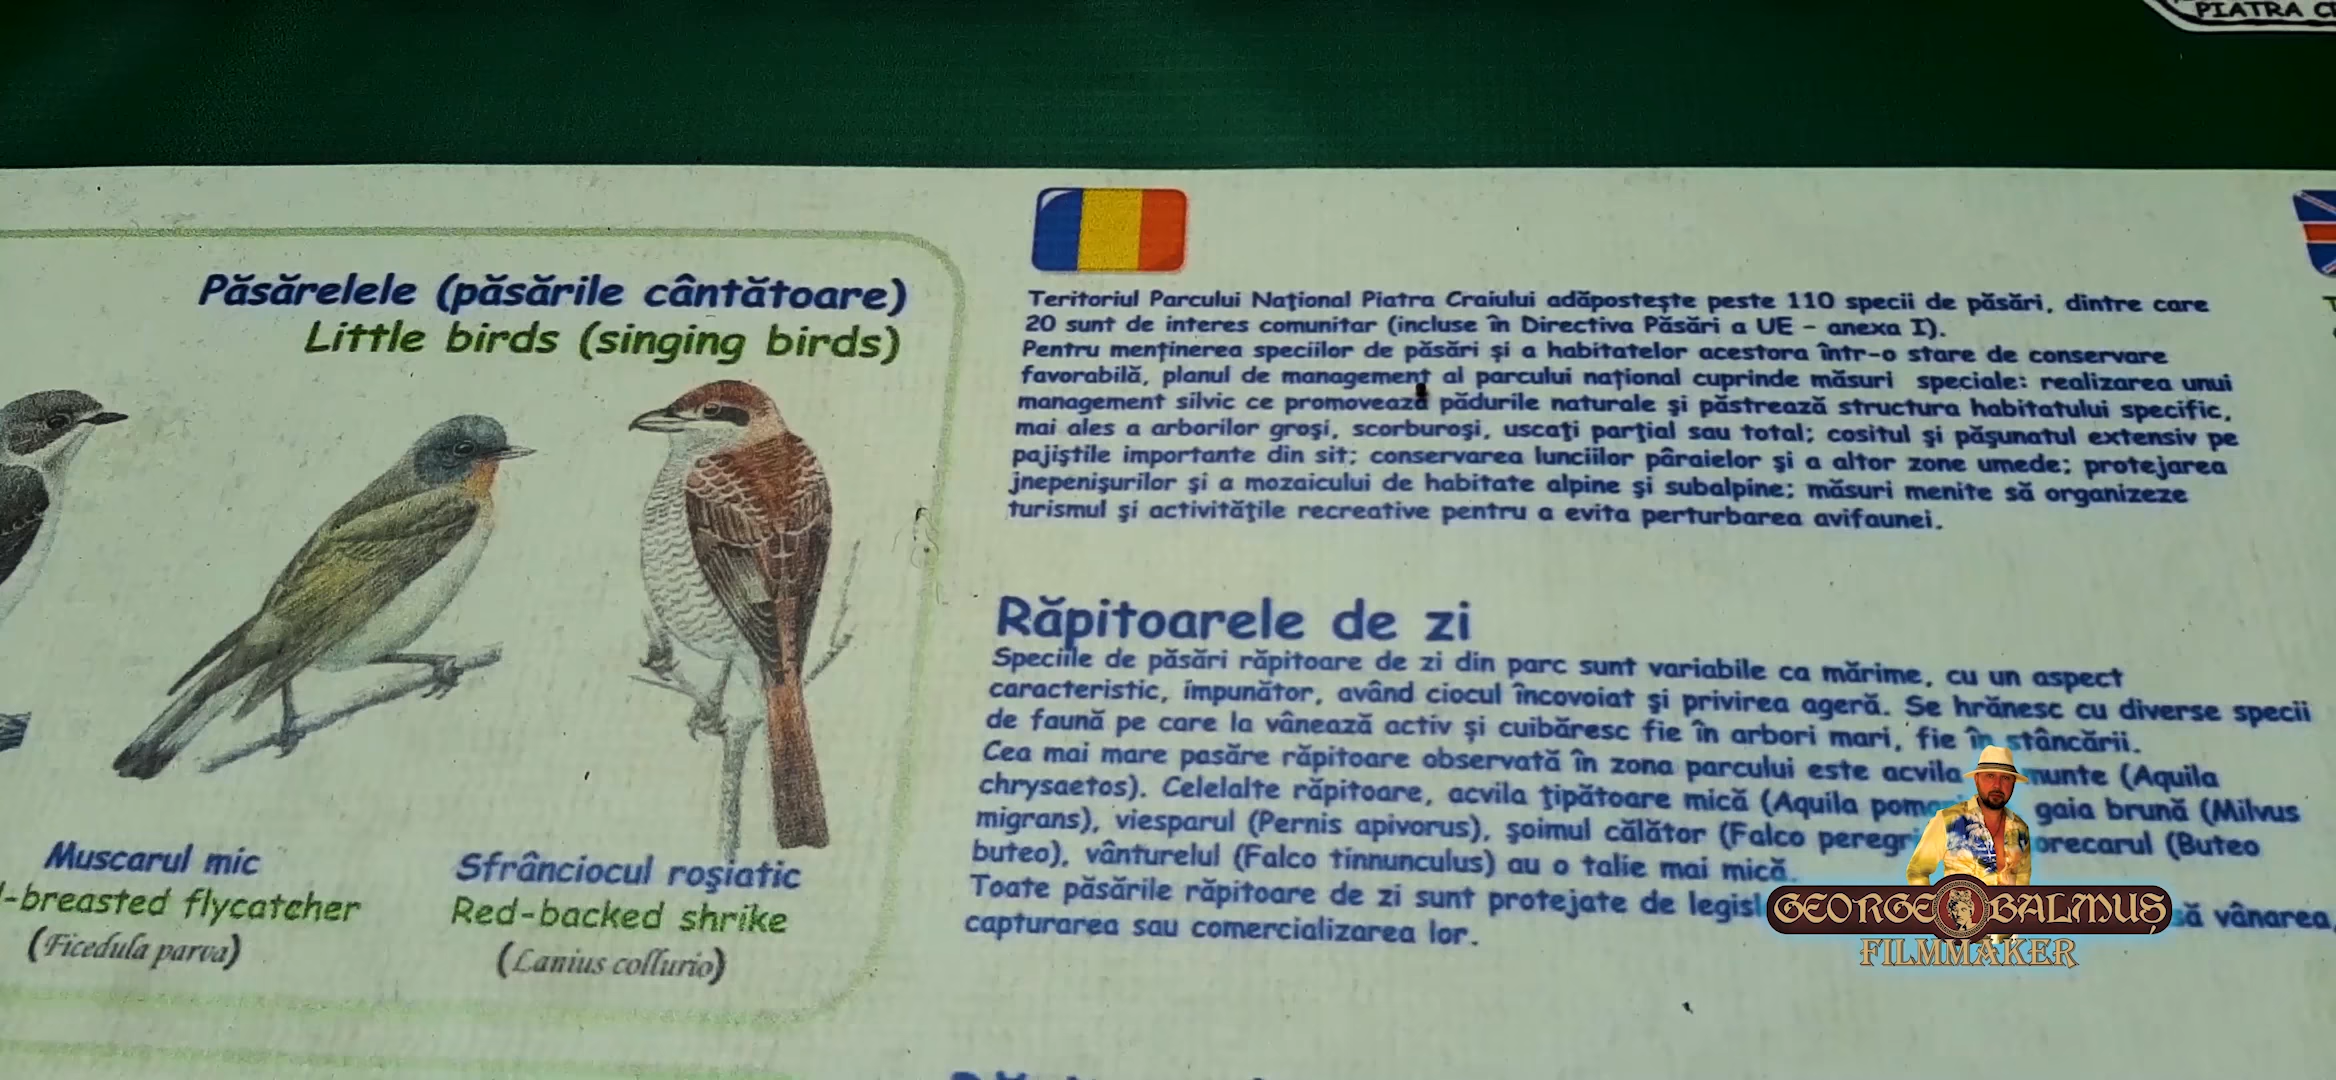 PIATRA
Păsărelele (păsările cântătoare)
Little birds (singing birds)
Muscarul mic
-breasted flycatcher
(Ficedula parva)
Sfrânciocul roşiatic
Red-backed shrike
(Lanius collurio)
Teritoriul Parcului Naţional Piatra Craiului adăposteşte peste 110 specii de păsări, dintre care
20 sunt de interes comunitar (incluse în Directiva Păsări a UE - anexa I).
Pentru menţinerea speciilor de păsări şi a habitatelor acestora într-o stare de conservare
favorabilă, planul de management al parcului naţional cuprinde măsuri speciale: realizarea unui
management silvic ce promovează pădurile naturale şi păstrează structura habitatului specific,
mai ales a arborilor groşi, scorburoşi, uscaţi parţial sau total; cositul şi păşunatul extensiv pe
pajiştile importante din sit; conservarea lunciilor pâraielor şi a altor zone umede; protejarea
jnepenişurilor şi a mozaicului de habitate alpine şi subalpine; măsuri menite să organizeze
turismul şi activităţile recreative pentru a evita perturbarea avifaunei.
Răpitoarele de zi
Speciile de păsări răpitoare de zi din parc sunt variabile ca mărime, cu un aspect
caracteristic, impunător, având ciocul încovoiat şi privirea ageră. Se hrănesc cu diverse specii
de faună pe care la vânează activ şi cuibăresc fie în arbori mari, fie în stâncării.
Cea mai mare pasăre răpitoare observată în zona parcului este acvila munte (Aquila
chrysaetos). Celelalte răpitoare, acvila ţipătoare mică (Aquila pom gaia brună (Milvus
migrans), viesparul (Pernis apivorus), şoimul călător (Falco peregr orecarul (Buteo
buteo), vânturelul (Falco tinnunculus) au o talie mai mică.
Toate păsările răpitoare de zi sunt protejate de legisl să vânarea,
capturarea sau comercializarea lor.
GEORGE BALMUȘ
FILMMAKER